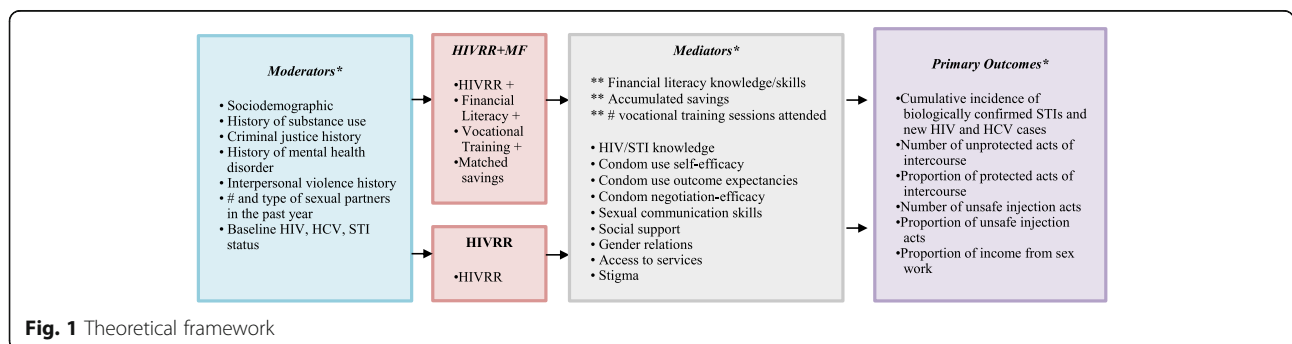 Moderators*
• Sociodemographic
• History of substance use
• Criminal justice history
• History of mental health
disorder
• Interpersonal violence history
• # and type of sexual partners
in the past year
• Baseline HIV, HCV, STI
status
HIVRR+MF
•HIVRR +
• Financial
Literacy +
• Vocational
Training +
•Matched
savings
HIVRR
•HIVRR
Mediators*
** Financial literacy knowledge/skills
** Accumulated savings
** # vocational training sessions attended
• HIV/STI knowledge
• Condom use self-efficacy
• Condom use outcome expectancies
• Condom negotiation-efficacy
• Sexual communication skills
• Social support
• Gender relations
• Access to services
• Stigma
Primary Outcomes*
•Cumulative incidence of
biologically confirmed STIs and
new HIV and HCV cases
•Number of unprotected acts of
intercourse
•Proportion of protected acts of
intercourse
•Number of unsafe injection acts
•Proportion of unsafe injection
acts
•Proportion of income from sex
work
Fig. 1 Theoretical framework